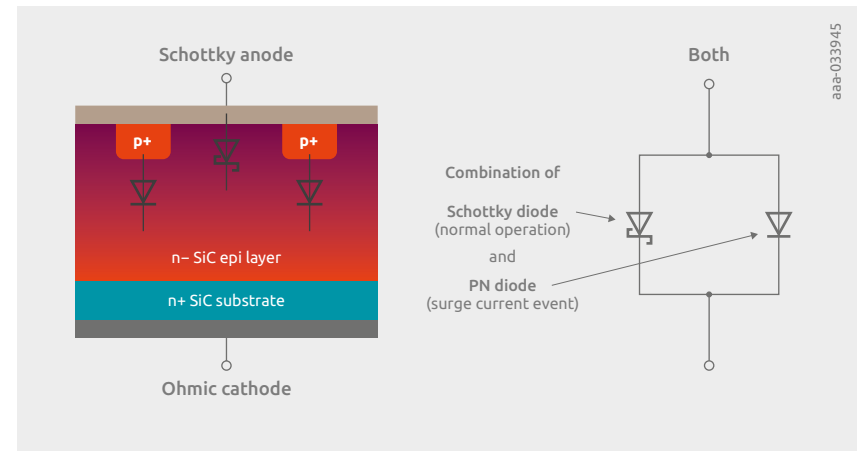 Schottky anode
p+
p+
n− SiC epi layer
n+ SiC substrate
Ohmic cathode
Both
Combination of
Schottky diode
(normal operation)
and
PN diode
(surge current event)
aaa-033945